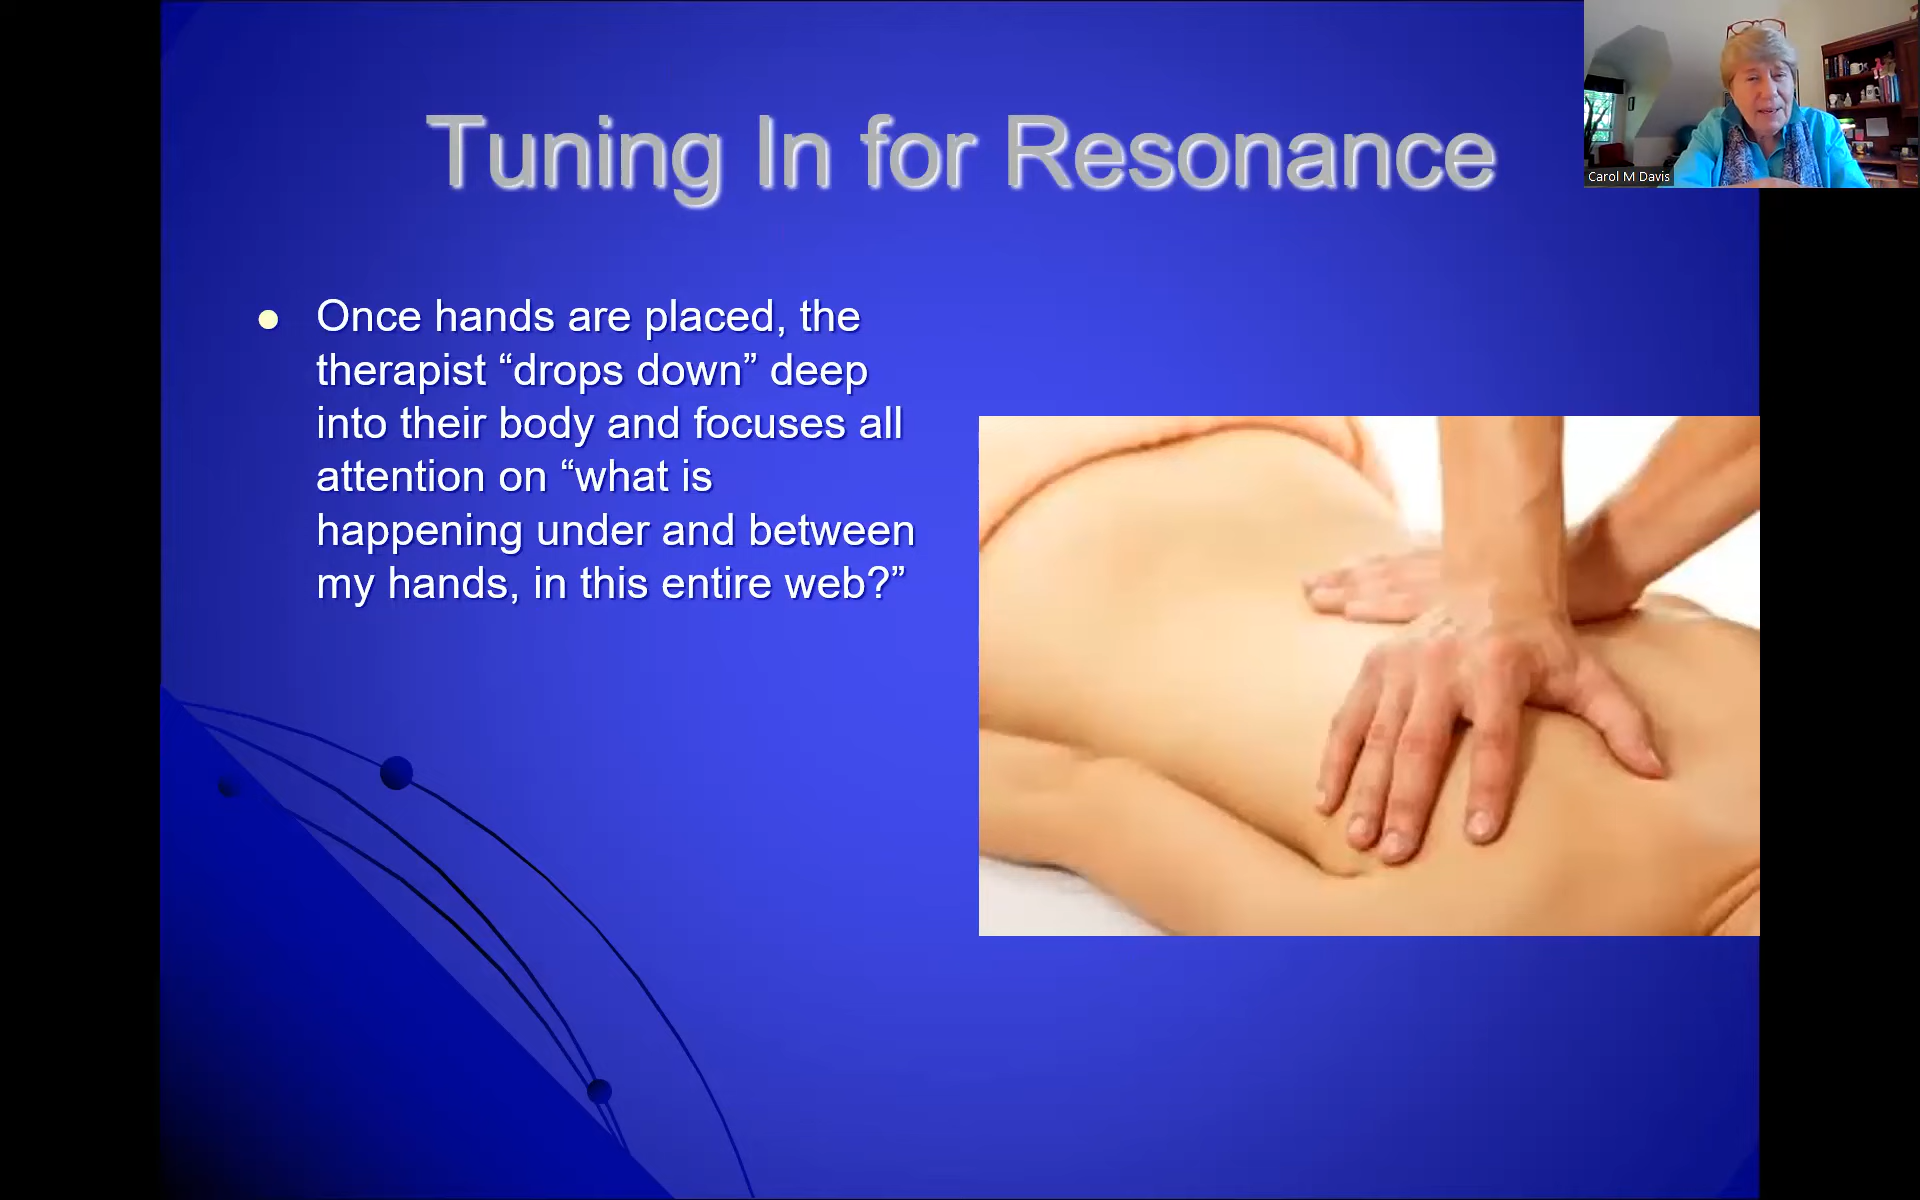 Tuning In for Resonance
Carol M Davis
Once hands are placed, the
therapist “drops down” deep
into their body and focuses all
attention on “what is
happening under and between
my hands, in this entire web?”